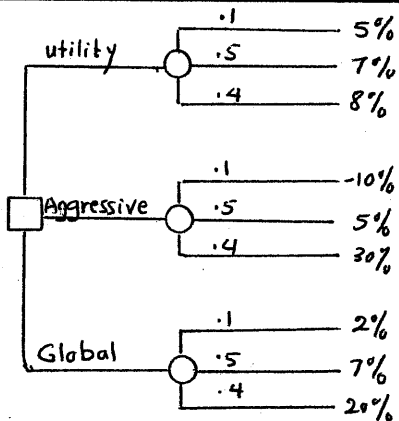 .1 5%
utility .5 7%
.4 8%
.1 -10%
Aggressive .5 5%
.4 30%
.1 2%
Global .5 7%
.4 20%